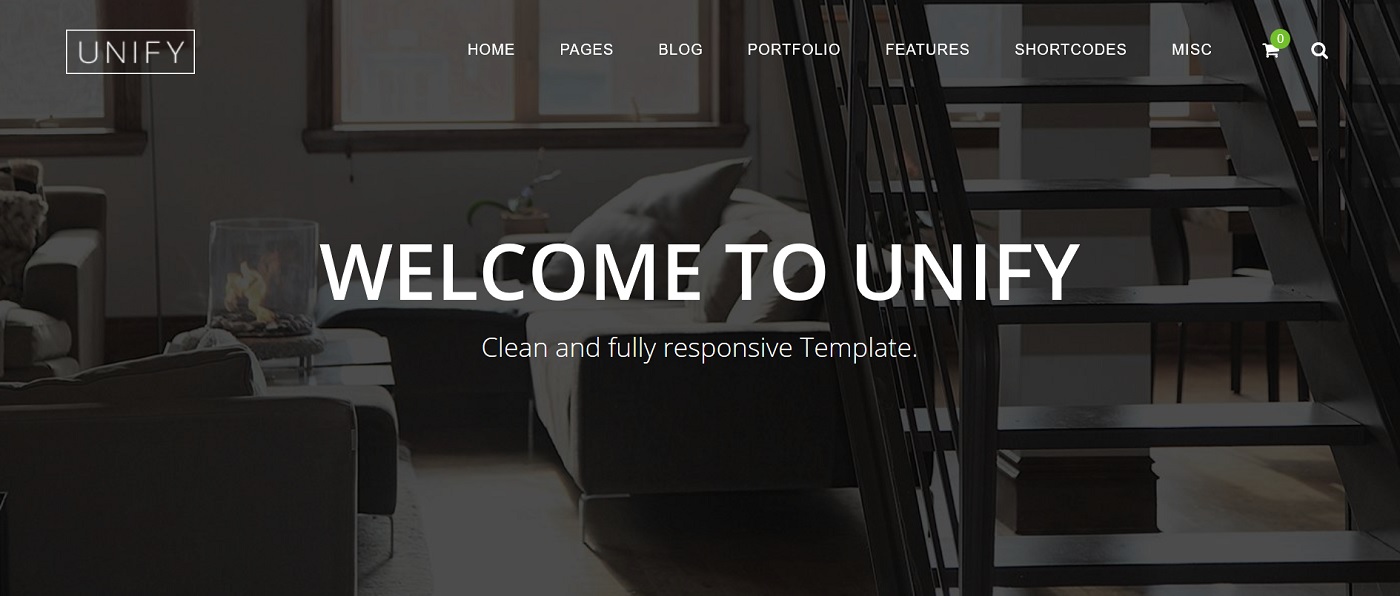 UNIFY
HOME PAGES BLOG PORTFOLIO FEATURES SHORTCODES MISC 0
WELCOME TO UNIFY
Clean and fully responsive Template.